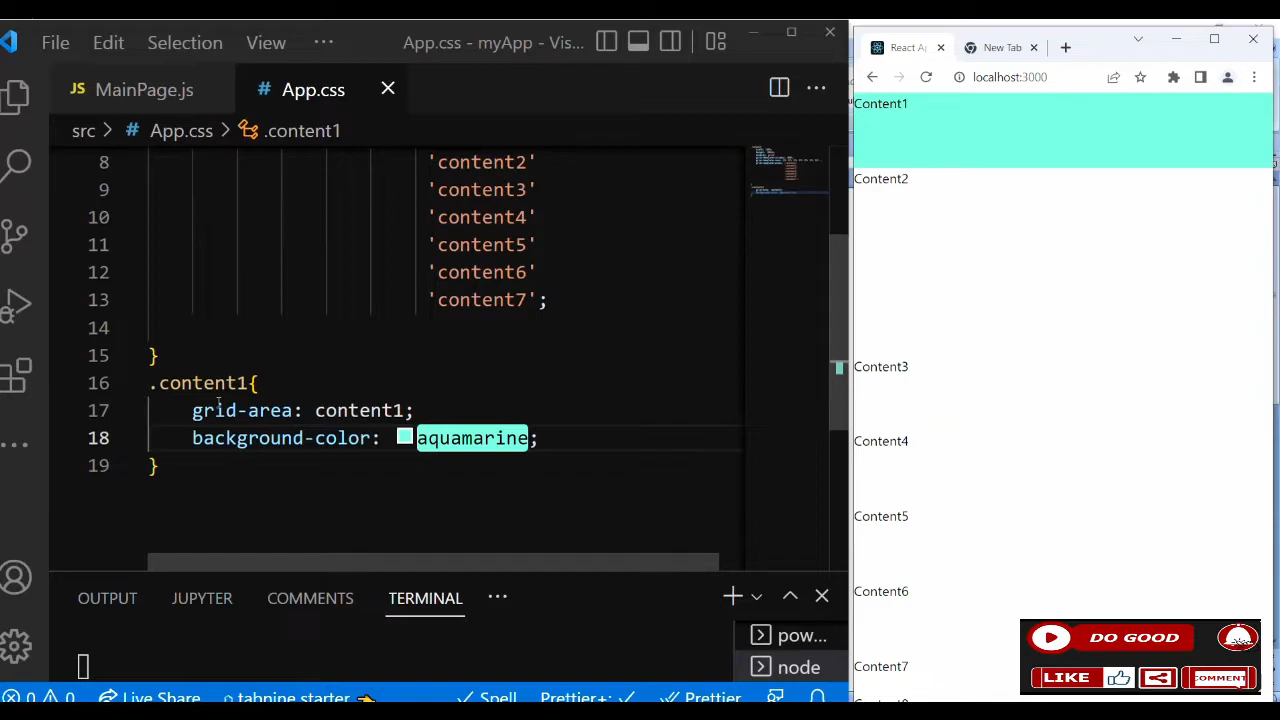 File Edit Selection View ··· App.css - myApp - Vis...
JS MainPage.js # App.css
src > # App.css > .content1
8 'content2'
9 'content3'
10 'content4'
11 'content5'
12 'content6'
13 'content7';
14
15 }
16 .content1{
17 grid-area: content1;
18 background-color: aquamarine;
19 }
OUTPUT JUPYTER COMMENTS TERMINAL ···
pow...
node
0 0 Live Share tabnine starter Spell Prettier+: Prettier
React Ap New Tab
localhost:3000
Content1
Content2
Content3
Content4
Content5
Content6
Content7
DO GOOD
LIKE COMMENT